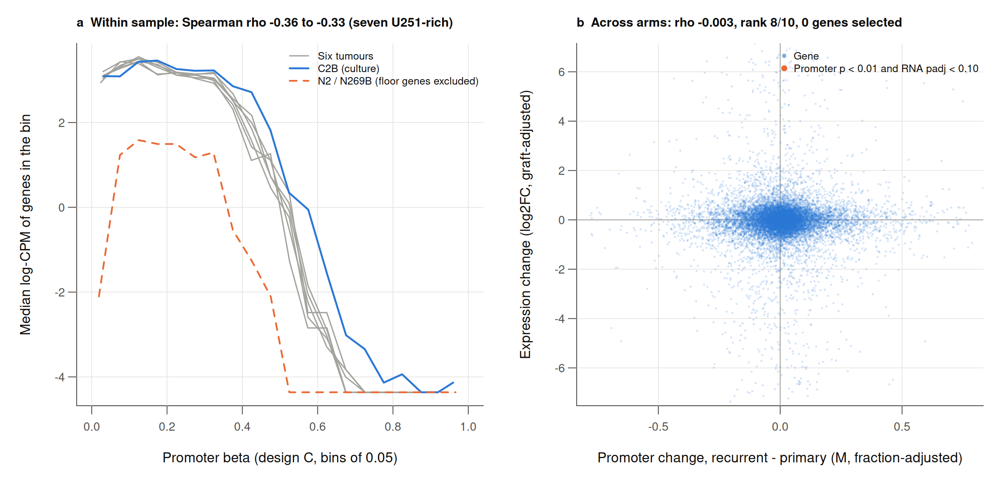 a Within sample: Spearman rho -0.36 to -0.33 (seven U251-rich)
Six tumours
C2B (culture)
N2 / N269B (floor genes excluded)
Median log-CPM of genes in the bin
2
0
-2
-4
0.0 0.2 0.4 0.6 0.8 1.0
Promoter beta (design C, bins of 0.05)
b Across arms: rho -0.003, rank 8/10, 0 genes selected
Gene
Promoter p < 0.01 and RNA padj < 0.10
Expression change (log2FC, graft-adjusted)
6
4
2
0
-2
-4
-6
-0.5 0.0 0.5
Promoter change, recurrent - primary (M, fraction-adjusted)